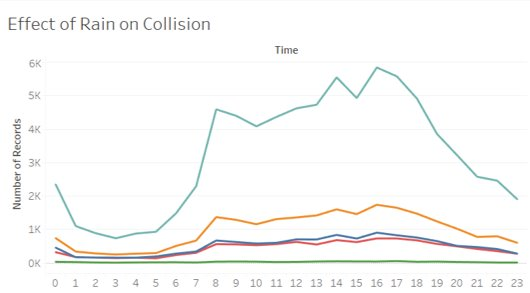 Effect of Rain on Collision
Time
6K
5K
4K
3K
2K
1K
0K
Number of Records
0 1 2 3 4 5 6 7 8 9 10 11 12 13 14 15 16 17 18 19 20 21 22 23